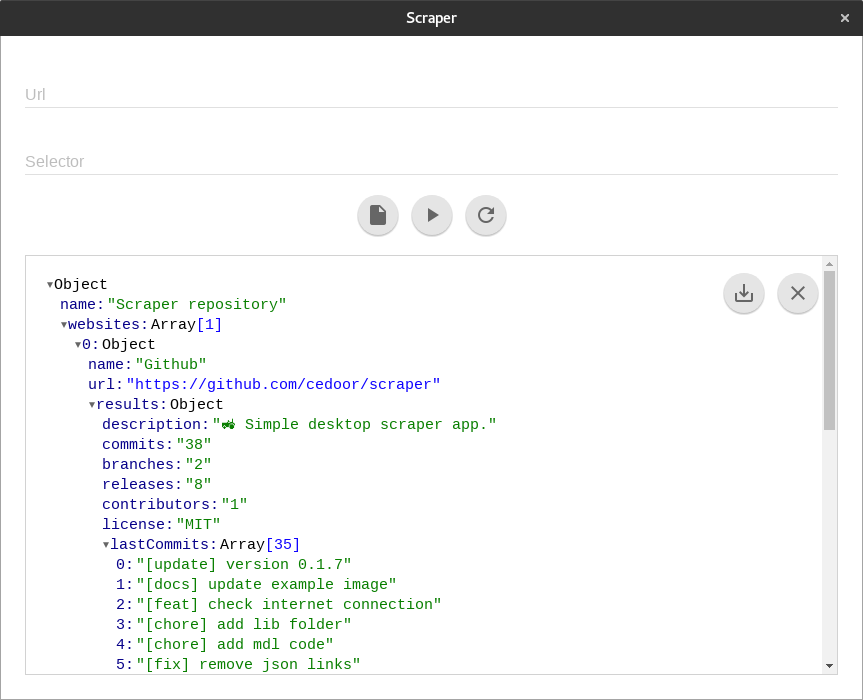 Scraper
Url
Selector
▾Object
name:"Scraper repository"
▾websites:Array[1]
▾0:Object
name:"Github"
url:"https://github.com/cedoor/scraper"
▾results:Object
description:"🚜 Simple desktop scraper app."
commits:"38"
branches:"2"
releases:"8"
contributors:"1"
license:"MIT"
▾lastCommits:Array[35]
0:"[update] version 0.1.7"
1:"[docs] update example image"
2:"[feat] check internet connection"
3:"[chore] add lib folder"
4:"[chore] add mdl code"
5:"[fix] remove json links"